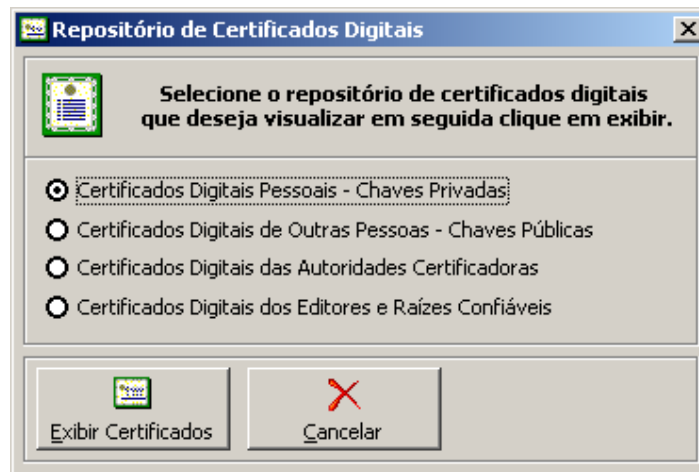 Repositório de Certificados Digitais
Selecione o repositório de certificados digitais
que deseja visualizar em seguida clique em exibir.
Certificados Digitais Pessoais - Chaves Privadas
Certificados Digitais de Outras Pessoas - Chaves Públicas
Certificados Digitais das Autoridades Certificadoras
Certificados Digitais dos Editores e Raízes Confiáveis
Exibir Certificados
Cancelar